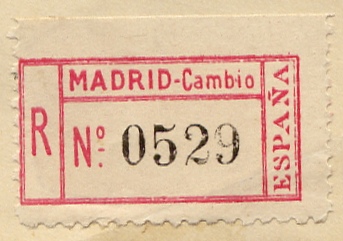 MADRID-Cambio
R
Nº 0529
ESPAÑA